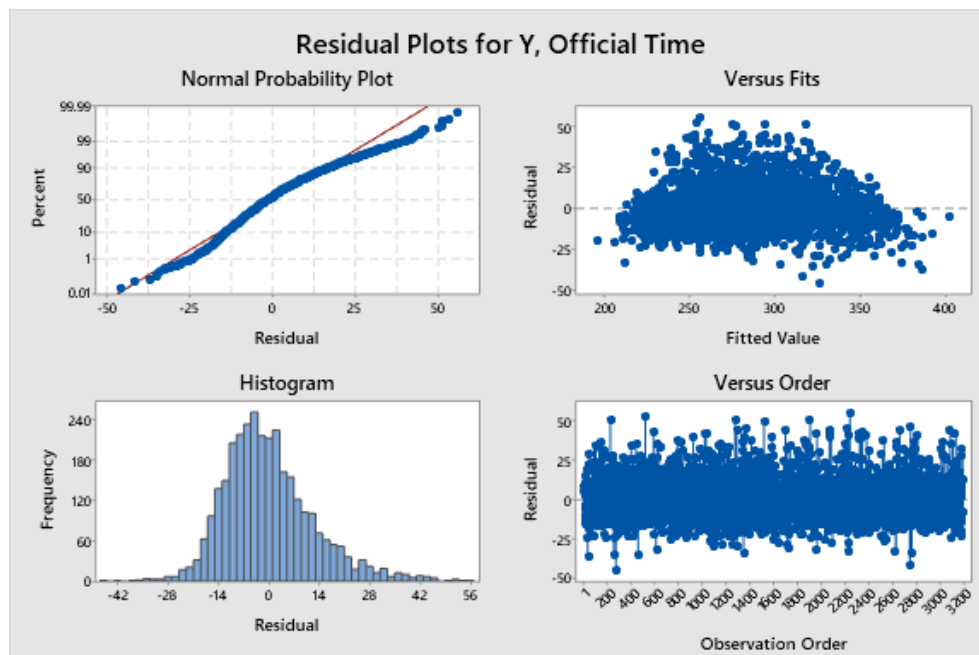 Residual Plots for Y, Official Time
Normal Probability Plot
Versus Fits
99.99
99
90
50
10
1
0.01
Percent
-50 -25 0 25 50
Residual
50
25
0
-25
-50
Residual
200 250 300 350 400
Fitted Value
Histogram
Versus Order
240
180
120
60
0
Frequency
-42 -28 -14 0 14 28 42 56
Residual
50
25
0
-25
-50
Residual
1 200 400 600 800 1000 1200 1400 1600 1800 2000 2200 2400 2600 2800 3000 3200
Observation Order